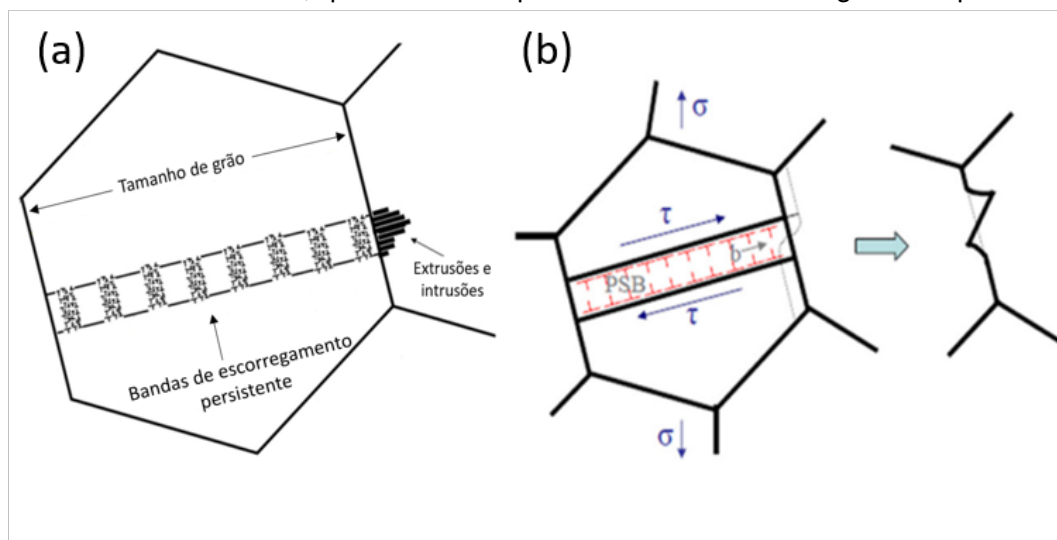 (a)
Tamanho de grão
Extrusões e
intrusões
Bandas de escorregamento
persistente
(b)
σ
τ
b
PSB
τ
σ